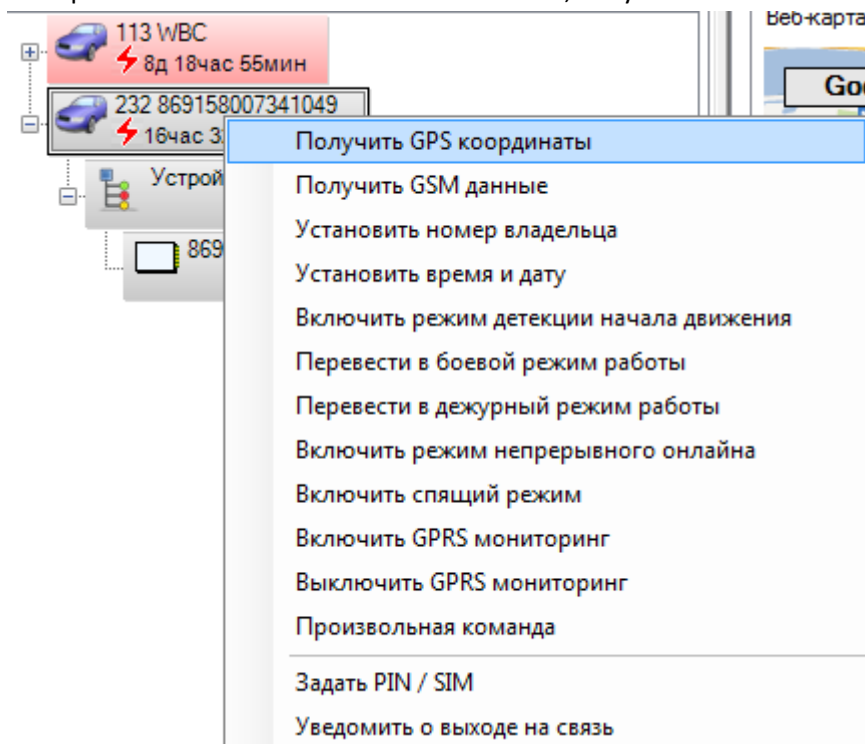 113 WBC
8д 18час 55мин
232 869158007341049
16час 3
Устрой
869
Веб-карта
Goo
Получить GPS координаты
Получить GSM данные
Установить номер владельца
Установить время и дату
Включить режим детекции начала движения
Перевести в боевой режим работы
Перевести в дежурный режим работы
Включить режим непрерывного онлайна
Включить спящий режим
Включить GPRS мониторинг
Выключить GPRS мониторинг
Произвольная команда
Задать PIN / SIM
Уведомить о выходе на связь